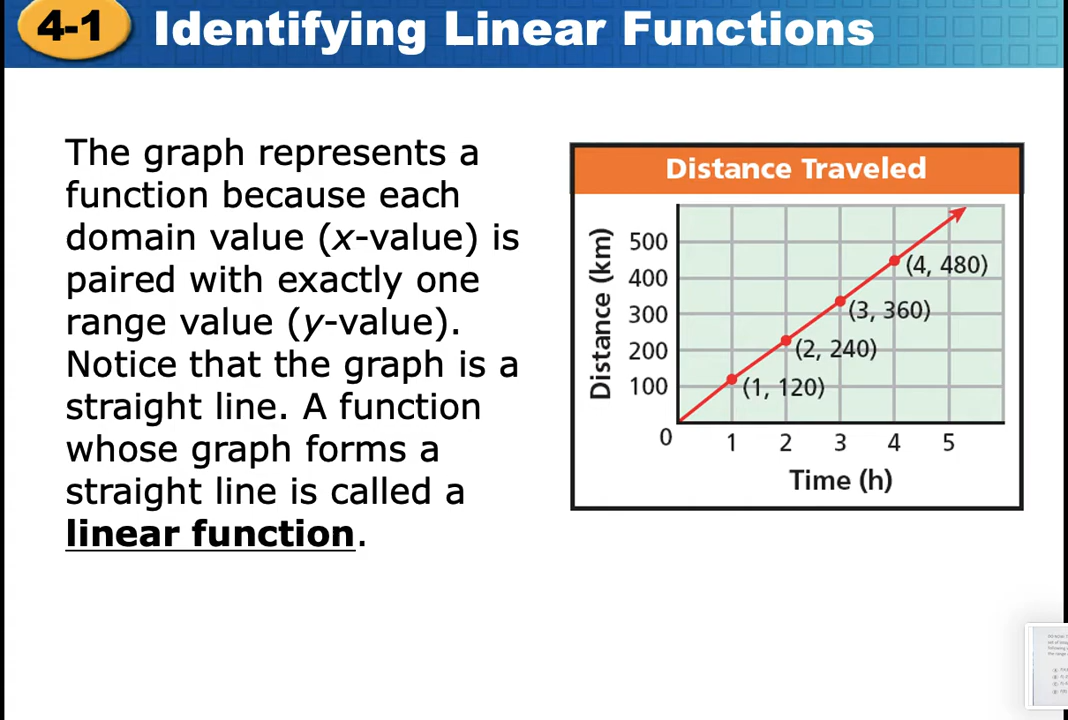 4-1 Identifying Linear Functions
The graph represents a
function because each
domain value (x-value) is
paired with exactly one
range value (y-value).
Notice that the graph is a
straight line. A function
whose graph forms a
straight line is called a
linear function.
Distance Traveled
Distance (km)
500
400
300
200
100
0
(4, 480)
(3, 360)
(2, 240)
(1, 120)
1 2 3 4 5
Time (h)